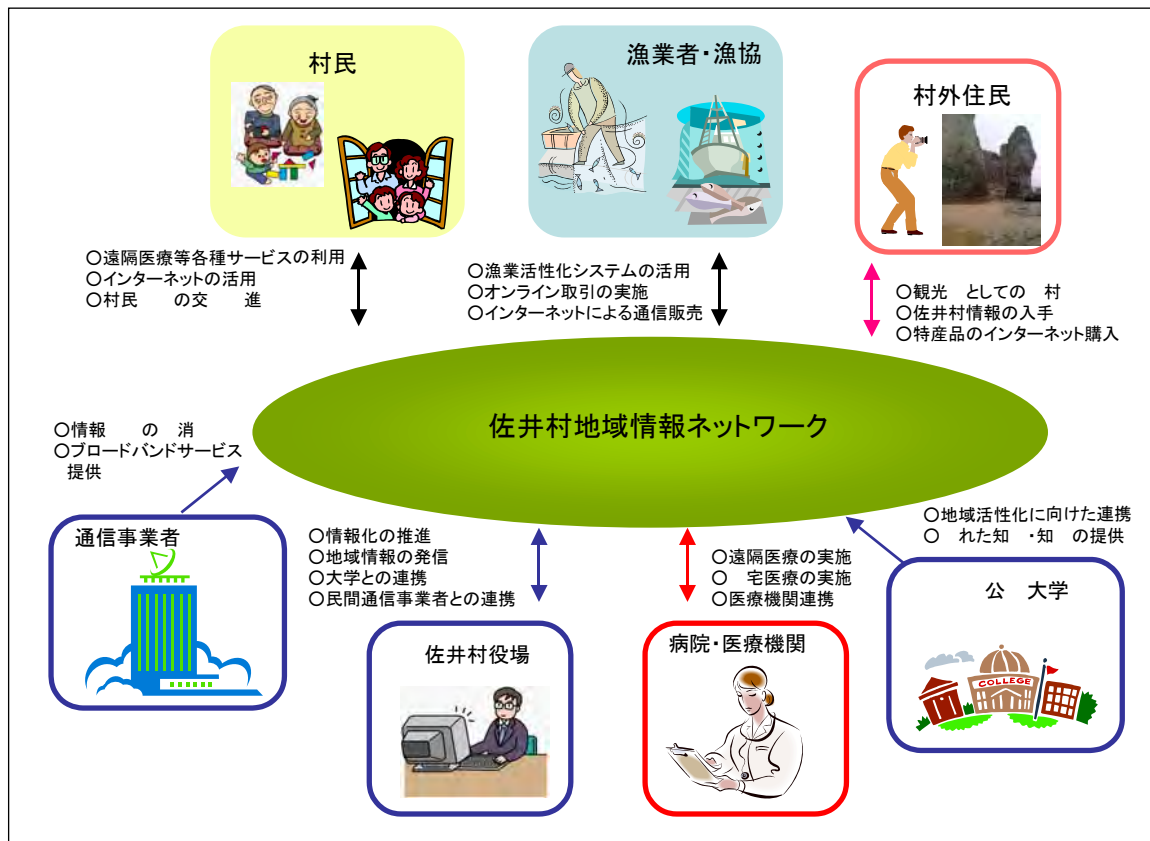 村民
漁業者・漁協
村外住民
○遠隔医療等各種サービスの利用
○インターネットの活用
○村民 の交 進
○漁業活性化システムの活用
○オンライン取引の実施
○インターネットによる通信販売
○観光 としての 村
○佐井村情報の入手
○特産品のインターネット購入
佐井村地域情報ネットワーク
○情報 の 消
○ブロードバンドサービス
提供
通信事業者
○情報化の推進
○地域情報の発信
○大学との連携
○民間通信事業者との連携
佐井村役場
○遠隔医療の実施
○ 宅医療の実施
○医療機関連携
病院・医療機関
○地域活性化に向けた連携
○ れた知 ・知 の提供
公 大学
COLLEGE